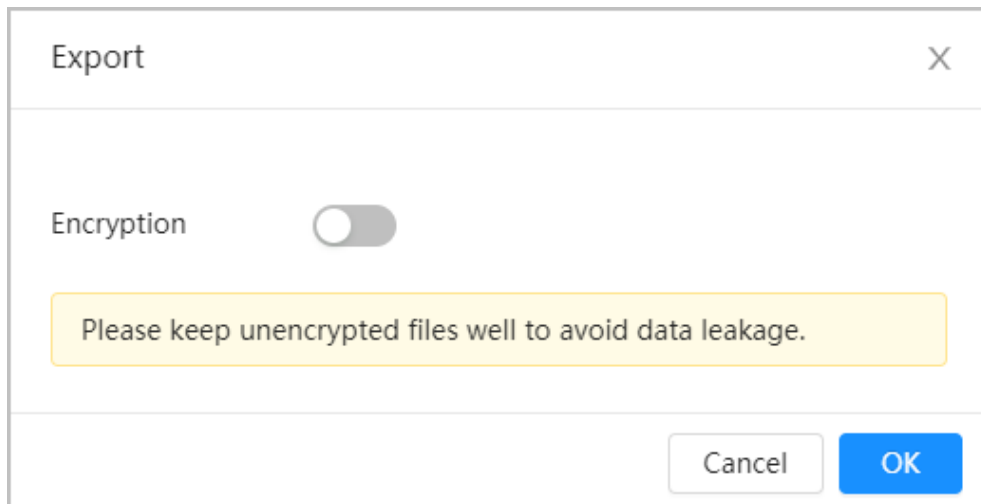 Export
Encryption
Please keep unencrypted files well to avoid data leakage.
Cancel OK